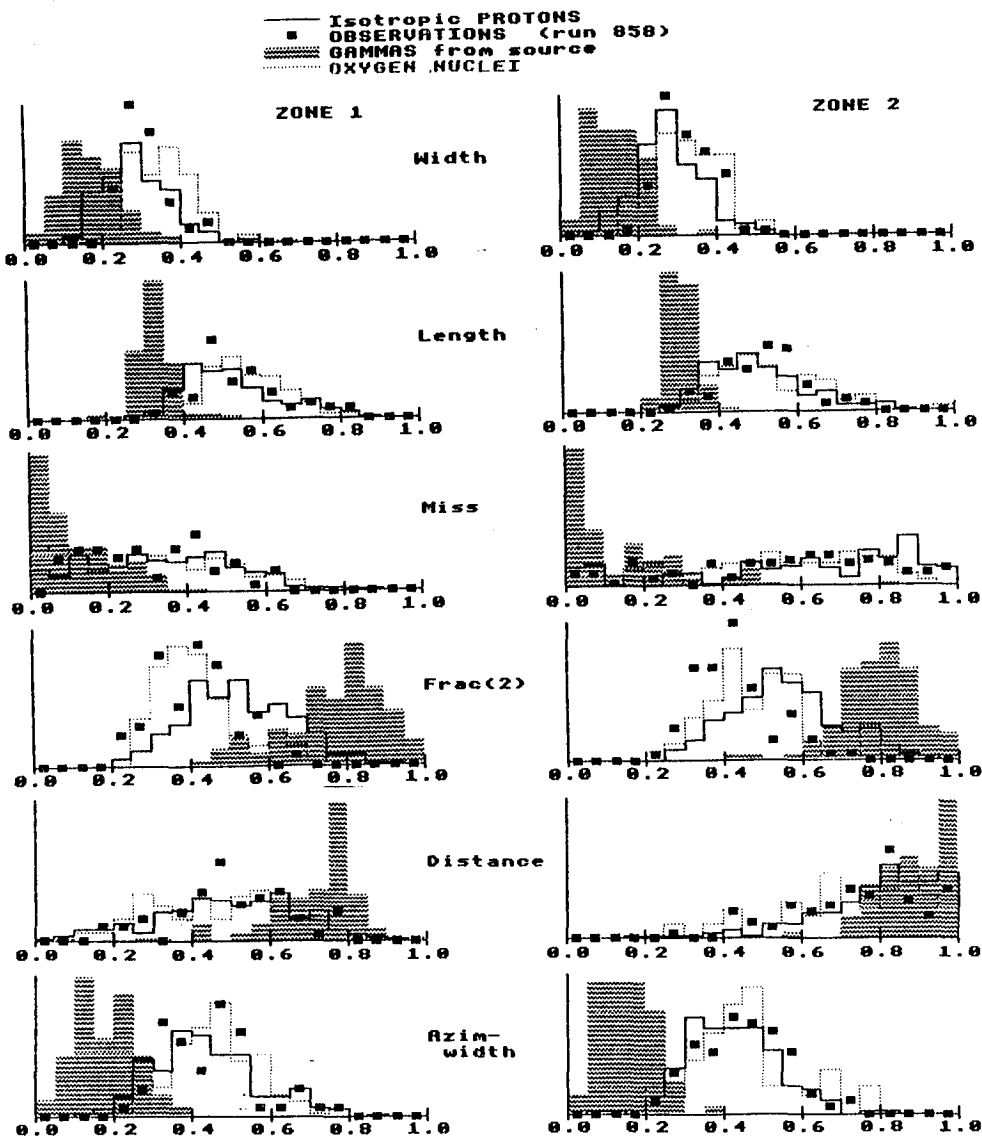 Isotropic PROTONS
OBSERVATIONS (run 858)
GAMMAS from source
OXYGEN NUCLEI
ZONE 1
ZONE 2
Width
0.0 0.2 0.4 0.6 0.8 1.0
0.0 0.2 0.4 0.6 0.8 1.0
Length
0.0 0.2 0.4 0.6 0.8 1.0
0.0 0.2 0.4 0.6 0.8 1.0
Miss
0.0 0.2 0.4 0.6 0.8 1.0
0.0 0.2 0.4 0.6 0.8 1.0
Frac(2)
0.0 0.2 0.4 0.6 0.8 1.0
0.0 0.2 0.4 0.6 0.8 1.0
Distance
0.0 0.2 0.4 0.6 0.8 1.0
0.0 0.2 0.4 0.6 0.8 1.0
Azim-
width
0.0 0.2 0.4 0.6 0.8 1.0
0.0 0.2 0.4 0.6 0.8 1.0